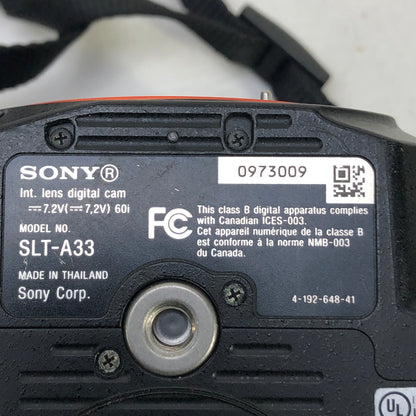 SONY®
0973009
Int. lens digital cam
⎓7.2V(⎓7,2V) 60i
MODEL NO.
SLT-A33
MADE IN THAILAND
Sony Corp.
FC
This class B digital apparatus complies
with Canadian ICES-003.
Cet appareil numérique de la classe B
est conforme à la norme NMB-003
du Canada.
4-192-648-41
UL